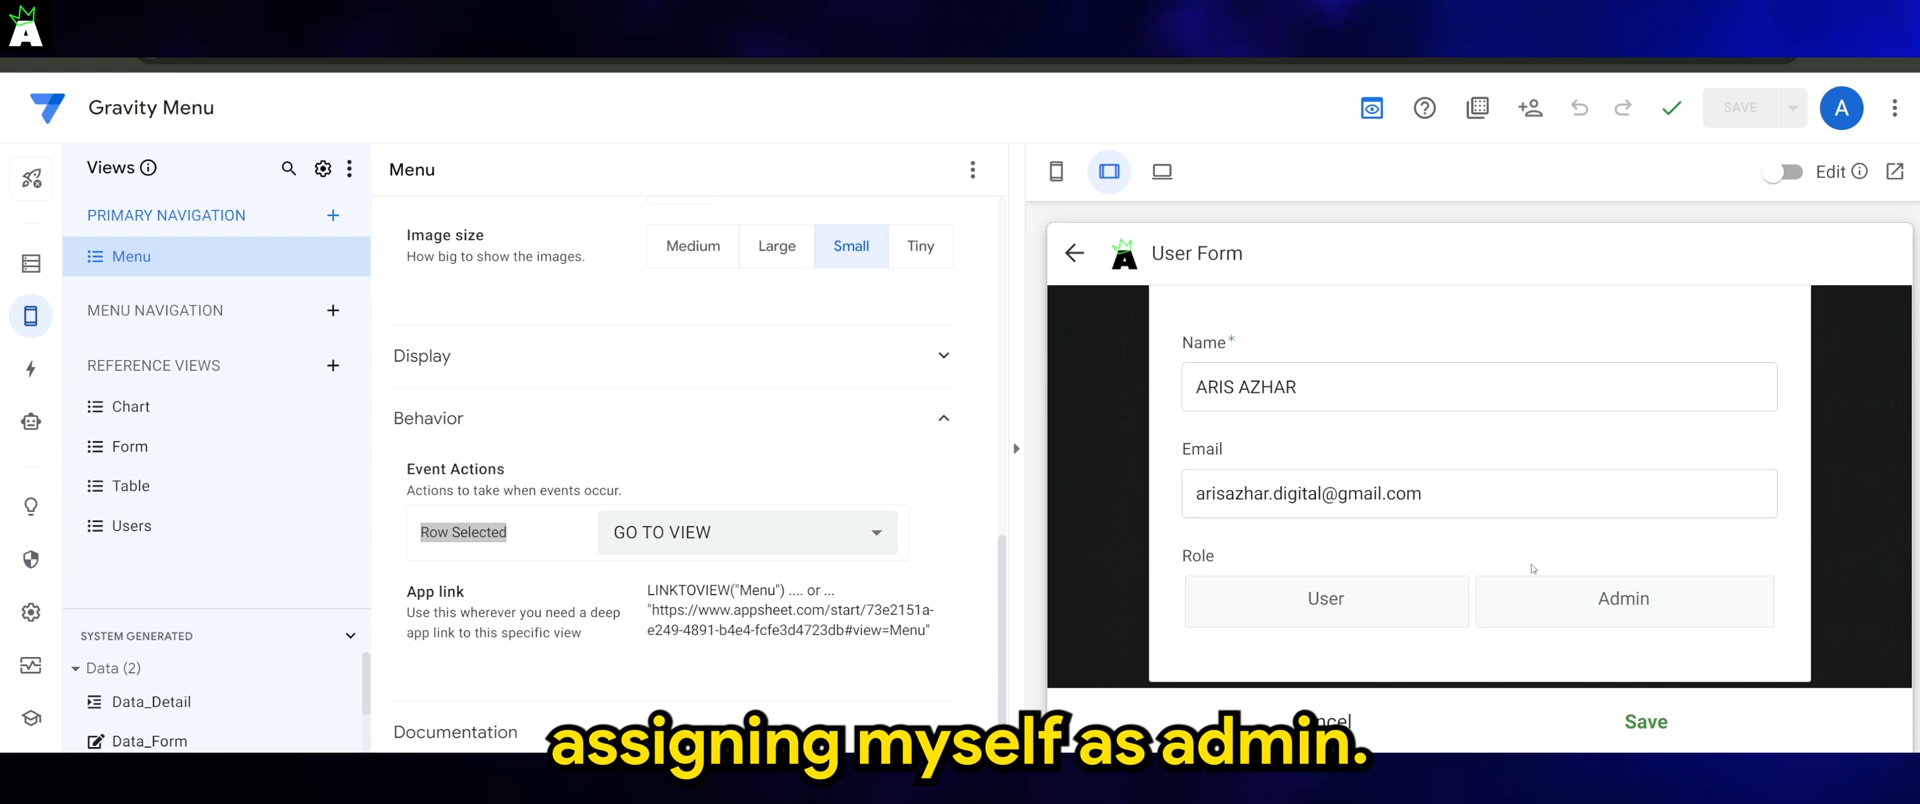 Gravity Menu
SAVE
A
Views
PRIMARY NAVIGATION
Menu
MENU NAVIGATION
REFERENCE VIEWS
Chart
Form
Table
Users
SYSTEM GENERATED
Data (2)
Data_Detail
Data_Form
Menu
Image size
How big to show the images.
Medium Large Small Tiny
Display
Behavior
Event Actions
Actions to take when events occur.
Row Selected GO TO VIEW
App link
Use this wherever you need a deep
app link to this specific view
LINKTOVIEW("Menu") .... or ...
"https://www.appsheet.com/start/73e2151a-
e249-4891-b4e4-fcfe3d4723db#view=Menu"
Documentation
Edit
User Form
Name*
ARIS AZHAR
Email
arisazhar.digital@gmail.com
Role
User Admin
Save
assigning myself as admin.